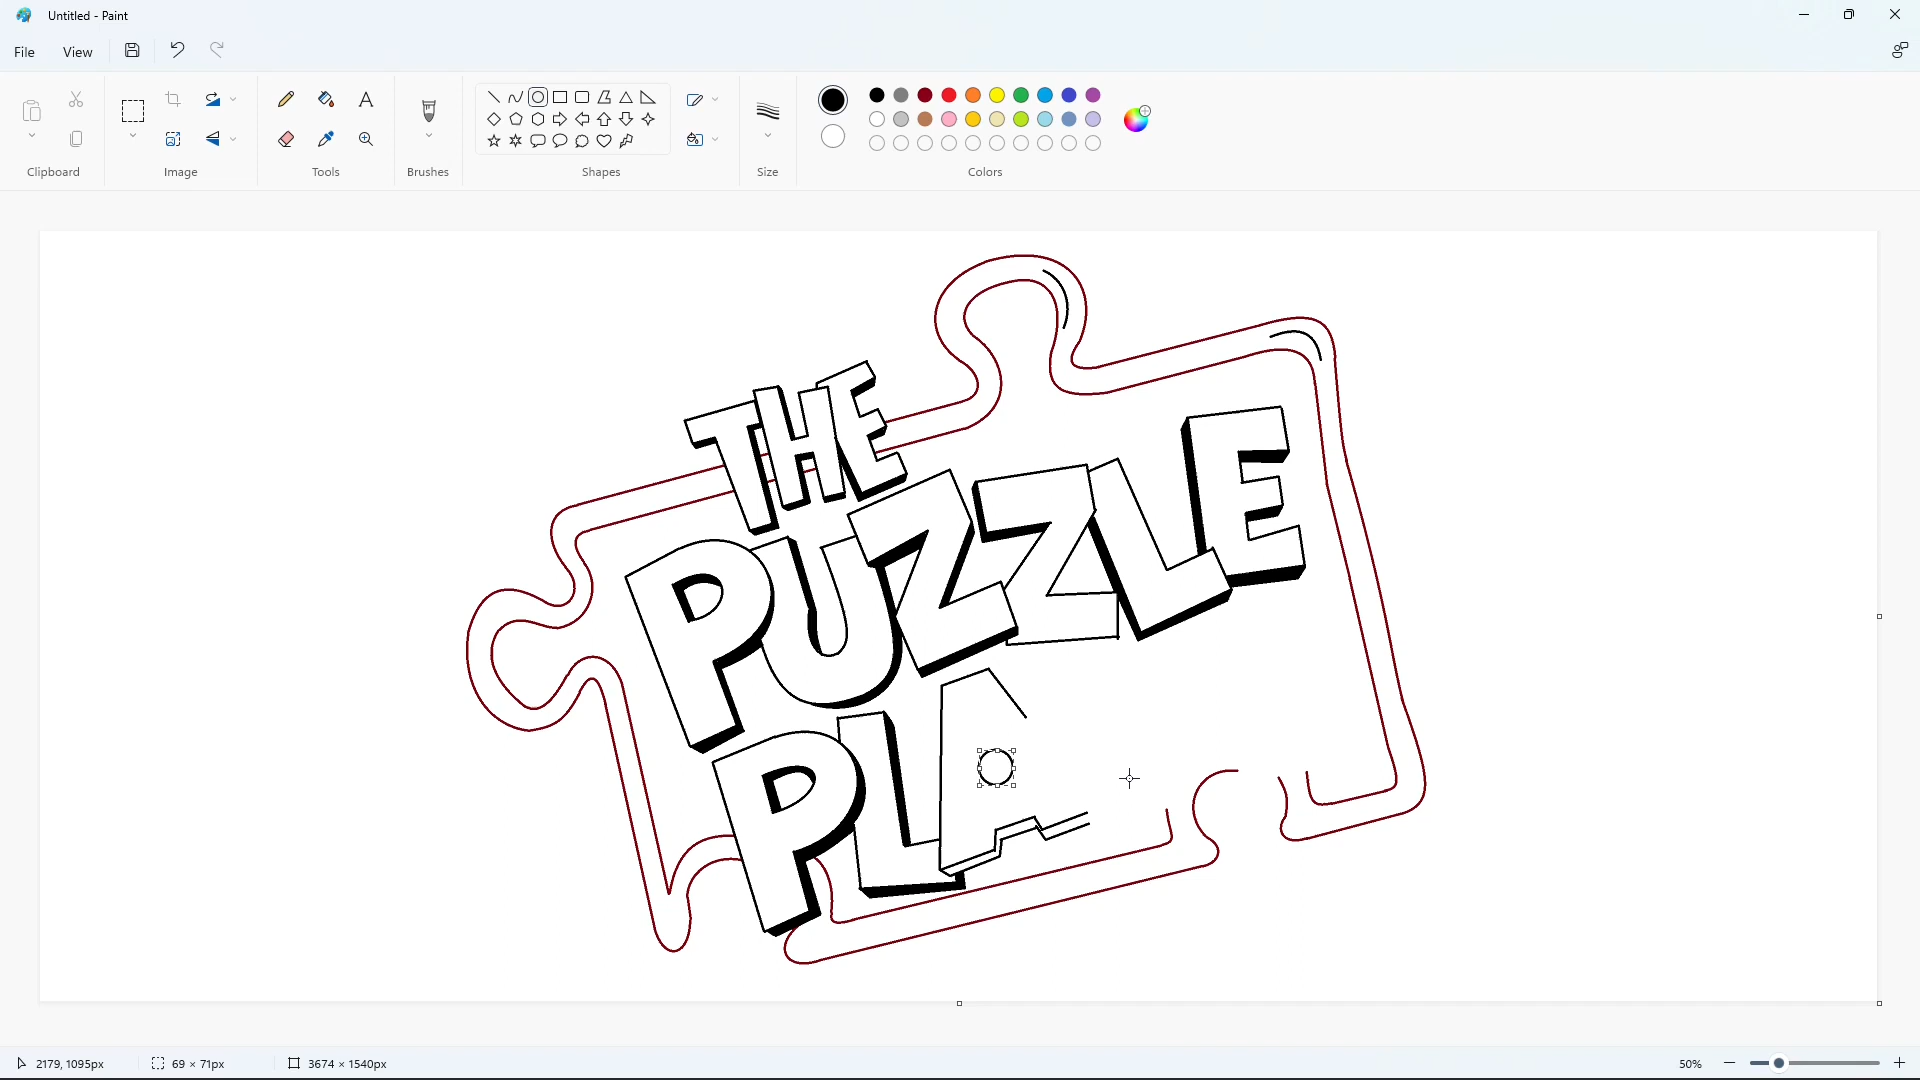 Untitled - Paint
File View
Clipboard Image Tools Brushes Shapes Size Colors
THE
PUZZLE
PLA
2179, 1095px 69 × 71px 3674 × 1540px 50%